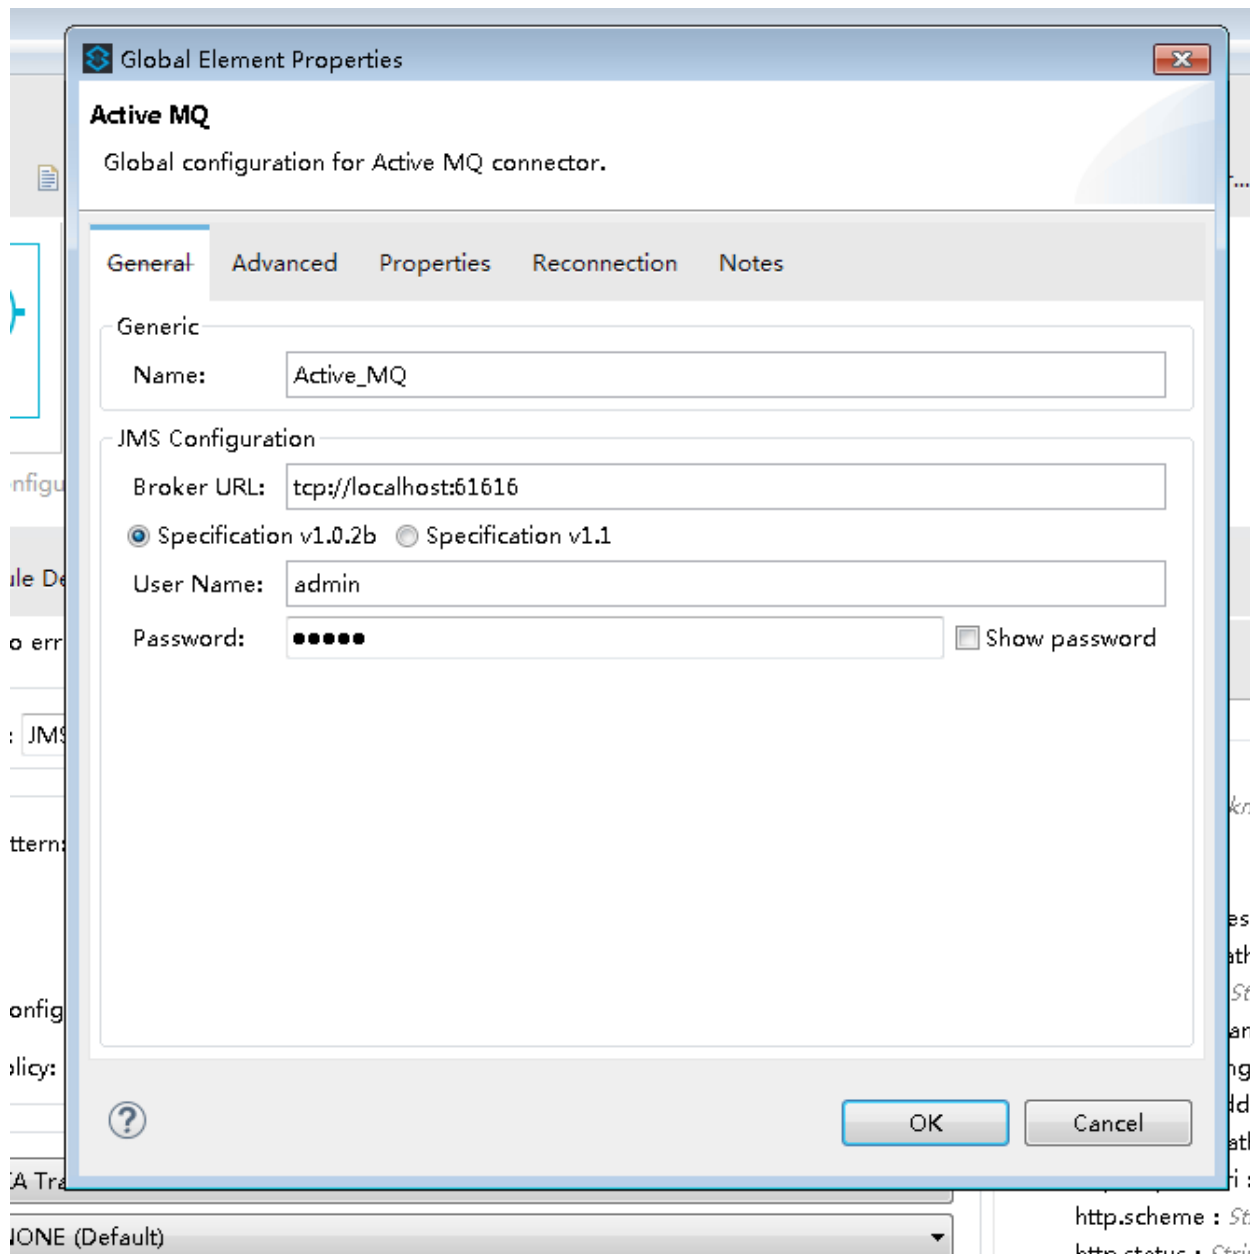 Global Element Properties
Active MQ
Global configuration for Active MQ connector.
General Advanced Properties Reconnection Notes
Generic
Name: Active_MQ
JMS Configuration
Broker URL: tcp://localhost:61616
Specification v1.0.2b Specification v1.1
User Name: admin
Password: ●●●●● Show password
OK Cancel
NONE (Default)
http.scheme :